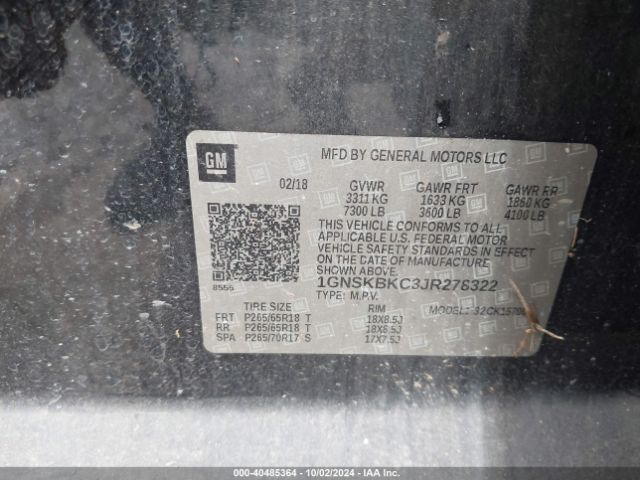 GM
MFD BY GENERAL MOTORS LLC
02/18 GVWR GAWR FRT GAWR RR
3311 KG 1633 KG 1860 KG
7300 LB 3600 LB 4100 LB
THIS VEHICLE CONFORMS TO ALL
APPLICABLE U.S. FEDERAL MOTOR
VEHICLE SAFETY STANDARDS IN EFFECT
ON THE DATE OF MANUFACTURE
SHOWN ABOVE.
1GNSKBKC3JR276322
TYPE: M.P.V.
TIRE SIZE RIM
FRT P265/65R18 T 18X8.5J
RR P265/65R18 T 18X8.5J
SPA P265/70R17 S 17X7.5J
000-40485364 | 10/02/2024 | IAA Inc.